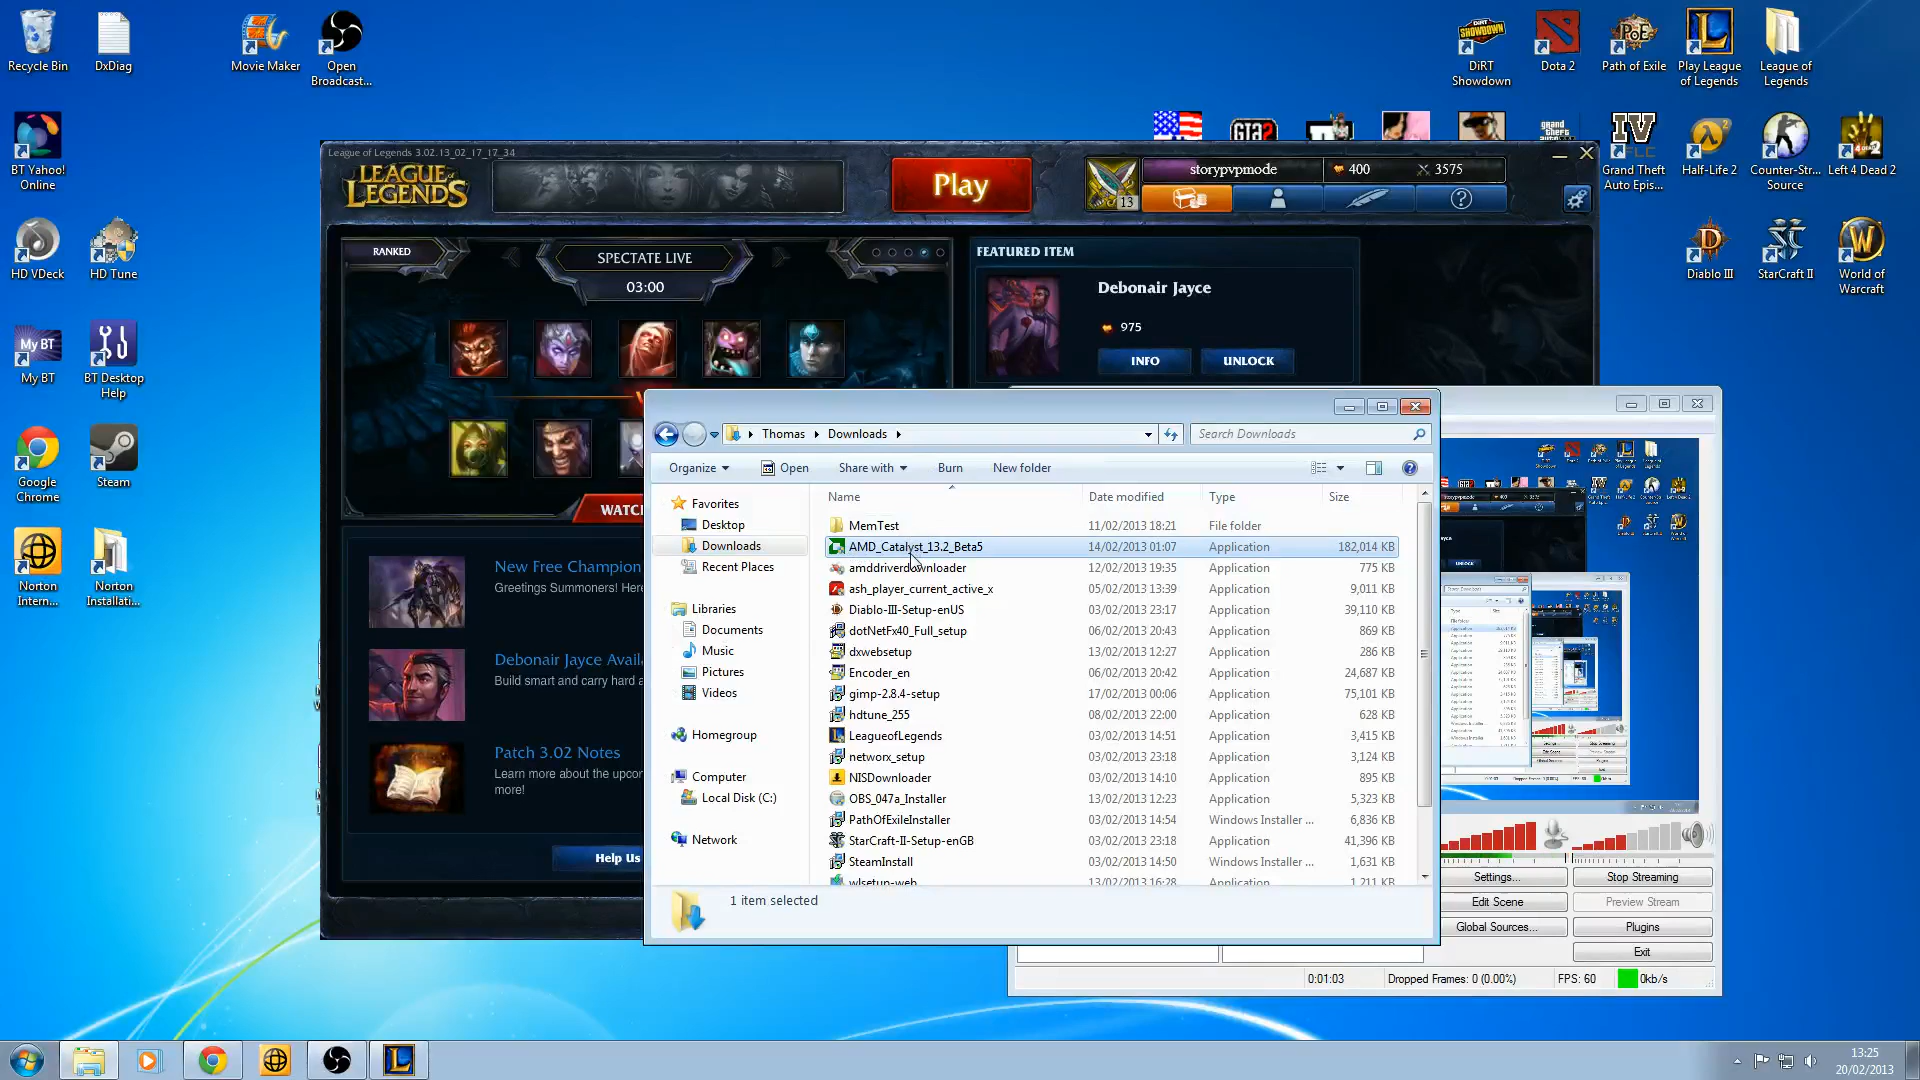 Recycle Bin
DxDiag
Movie Maker
Open
Broadcast...
DiRT
Showdown
Dota 2
Path of Exile
Play League
of Legends
League of
Legends
BT Yahoo!
Online
Grand Theft
Auto Epis...
Half-Life 2
Counter-Str...
Source
Left 4 Dead 2
HD VDeck
HD Tune
Diablo III
StarCraft II
World of
Warcraft
My BT
My BT
BT Desktop
Help
Google
Chrome
Steam
Norton
Intern...
Norton
Installati...
League of Legends 3.02.13_02_17_17_34
LEAGUE of
LEGENDS
Play
13
storypvpmode
400
3575
RANKED
SPECTATE LIVE
03:00
FEATURED ITEM
Debonair Jayce
975
INFO
UNLOCK
WATC
New Free Champion
Greetings Summoners! Here
Debonair Jayce Avail
Build smart and carry hard a
Patch 3.02 Notes
Learn more about the upcom
more!
Help Us
Thomas
Downloads
Search Downloads
Organize
Open
Share with
Burn
New folder
Favorites
Desktop
Downloads
Recent Places
Libraries
Documents
Music
Pictures
Videos
Homegroup
Computer
Local Disk (C:)
Network
Name Date modified Type Size
MemTest 11/02/2013 18:21 File folder
AMD_Catalyst_13.2_Beta5 14/02/2013 01:07 Application 182,014 KB
amddriverdownloader 12/02/2013 19:35 Application 775 KB
ash_player_current_active_x 05/02/2013 13:39 Application 9,011 KB
Diablo-III-Setup-enUS 03/02/2013 23:17 Application 39,110 KB
dotNetFx40_Full_setup 06/02/2013 20:43 Application 869 KB
dxwebsetup 13/02/2013 12:27 Application 286 KB
Encoder_en 06/02/2013 20:42 Application 24,687 KB
gimp-2.8.4-setup 17/02/2013 00:06 Application 75,101 KB
hdtune_255 08/02/2013 22:00 Application 628 KB
LeagueofLegends 03/02/2013 14:51 Application 3,415 KB
networx_setup 03/02/2013 23:18 Application 3,124 KB
NISDownloader 03/02/2013 14:10 Application 895 KB
OBS_047a_Installer 13/02/2013 12:23 Application 5,323 KB
PathOfExileInstaller 03/02/2013 14:54 Windows Installer ... 6,836 KB
StarCraft-II-Setup-enGB 03/02/2013 23:18 Application 41,396 KB
SteamInstall 03/02/2013 14:50 Windows Installer ... 1,631 KB
wlsetup-web 13/02/2013 16:28 Application 1,211 KB
1 item selected
Settings...
Stop Streaming
Edit Scene
Preview Stream
Global Sources...
Plugins
Exit
0:01:03
Dropped Frames: 0 (0.00%)
FPS: 60
0kb/s
13:25
20/02/2013